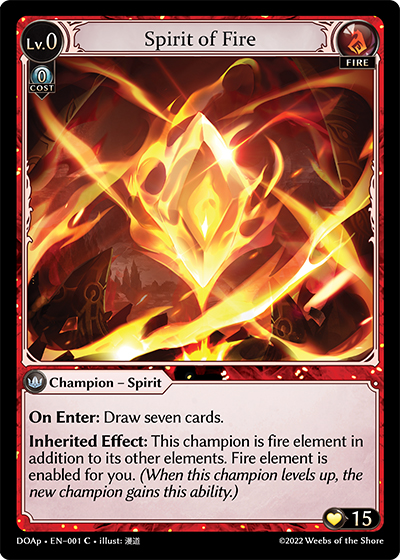 Lv.0
Spirit of Fire
FIRE
0
COST
Champion – Spirit
On Enter: Draw seven cards.
Inherited Effect: This champion is fire element in
addition to its other elements. Fire element is
enabled for you. (When this champion levels up, the
new champion gains this ability.)
15
DOAp • EN–001 C • illust: 漫道
©2022 Weebs of the Shore